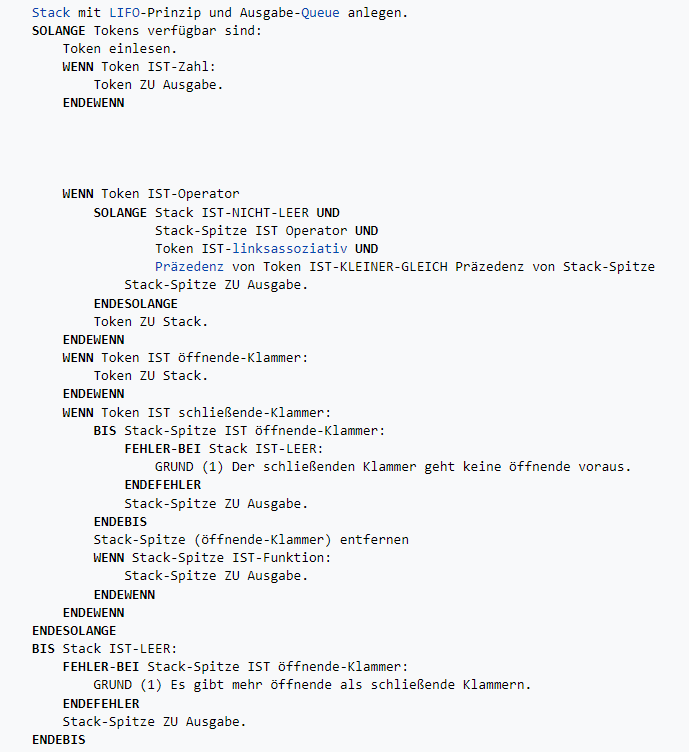 Stack mit LIFO-Prinzip und Ausgabe-Queue anlegen.
SOLANGE Tokens verfügbar sind:
Token einlesen.
WENN Token IST-Zahl:
Token ZU Ausgabe.
ENDEWENN
WENN Token IST-Operator
SOLANGE Stack IST-NICHT-LEER UND
Stack-Spitze IST Operator UND
Token IST-linksassoziativ UND
Präzedenz von Token IST-KLEINER-GLEICH Präzedenz von Stack-Spitze
Stack-Spitze ZU Ausgabe.
ENDESOLANGE
Token ZU Stack.
ENDEWENN
WENN Token IST öffnende-Klammer:
Token ZU Stack.
ENDEWENN
WENN Token IST schließende-Klammer:
BIS Stack-Spitze IST öffnende-Klammer:
FEHLER-BEI Stack IST-LEER:
GRUND (1) Der schließenden Klammer geht keine öffnende voraus.
ENDEFEHLER
Stack-Spitze ZU Ausgabe.
ENDEBIS
Stack-Spitze (öffnende-Klammer) entfernen
WENN Stack-Spitze IST-Funktion:
Stack-Spitze ZU Ausgabe.
ENDEWENN
ENDEWENN
ENDESOLANGE
BIS Stack IST-LEER:
FEHLER-BEI Stack-Spitze IST öffnende-Klammer:
GRUND (1) Es gibt mehr öffnende als schließende Klammern.
ENDEFEHLER
Stack-Spitze ZU Ausgabe.
ENDEBIS